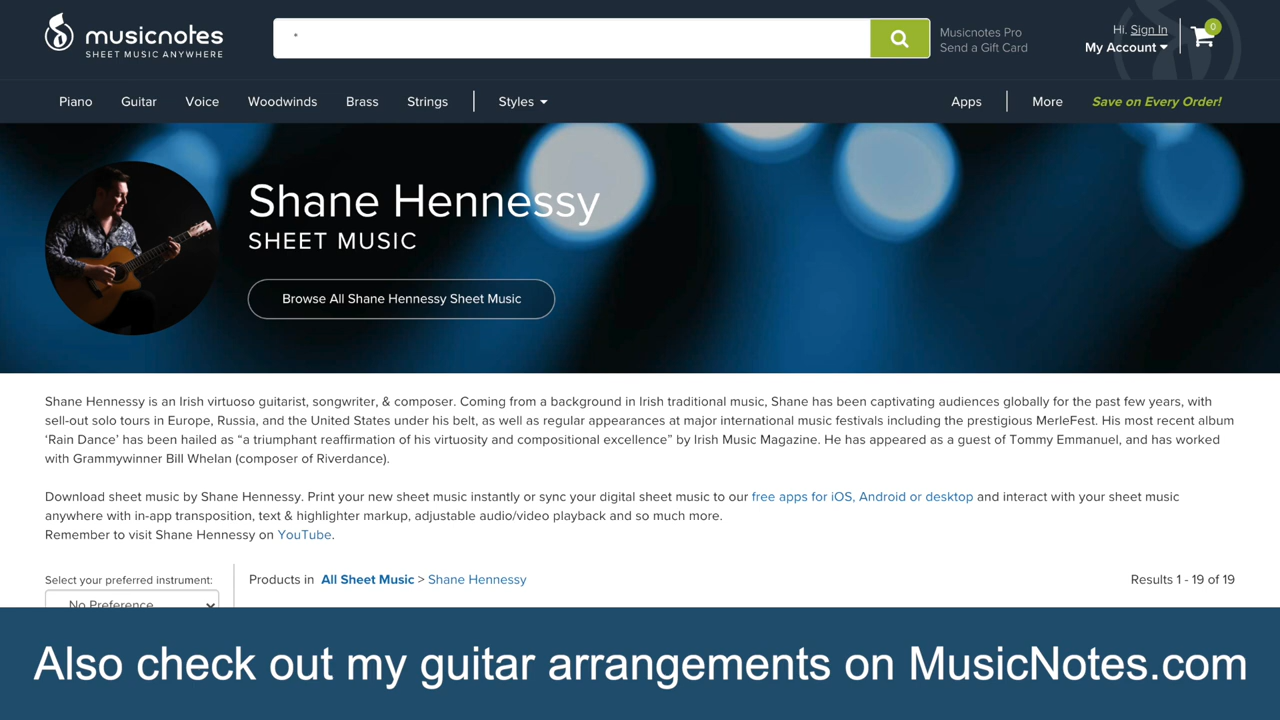 musicnotes
SHEET MUSIC ANYWHERE
Musicnotes Pro
Send a Gift Card
Hi. Sign In
My Account
0
Piano Guitar Voice Woodwinds Brass Strings Styles Apps More Save on Every Order!
Shane Hennessy
SHEET MUSIC
Browse All Shane Hennessy Sheet Music
Shane Hennessy is an Irish virtuoso guitarist, songwriter, & composer. Coming from a background in Irish traditional music, Shane has been captivating audiences globally for the past few years, with
sell-out solo tours in Europe, Russia, and the United States under his belt, as well as regular appearances at major international music festivals including the prestigious MerleFest. His most recent album
‘Rain Dance’ has been hailed as “a triumphant reaffirmation of his virtuosity and compositional excellence” by Irish Music Magazine. He has appeared as a guest of Tommy Emmanuel, and has worked
with Grammywinner Bill Whelan (composer of Riverdance).
Download sheet music by Shane Hennessy. Print your new sheet music instantly or sync your digital sheet music to our free apps for iOS, Android or desktop and interact with your sheet music
anywhere with in-app transposition, text & highlighter markup, adjustable audio/video playback and so much more.
Remember to visit Shane Hennessy on YouTube.
Select your preferred instrument:
No Preference
Products in All Sheet Music > Shane Hennessy
Results 1 - 19 of 19
Also check out my guitar arrangements on MusicNotes.com